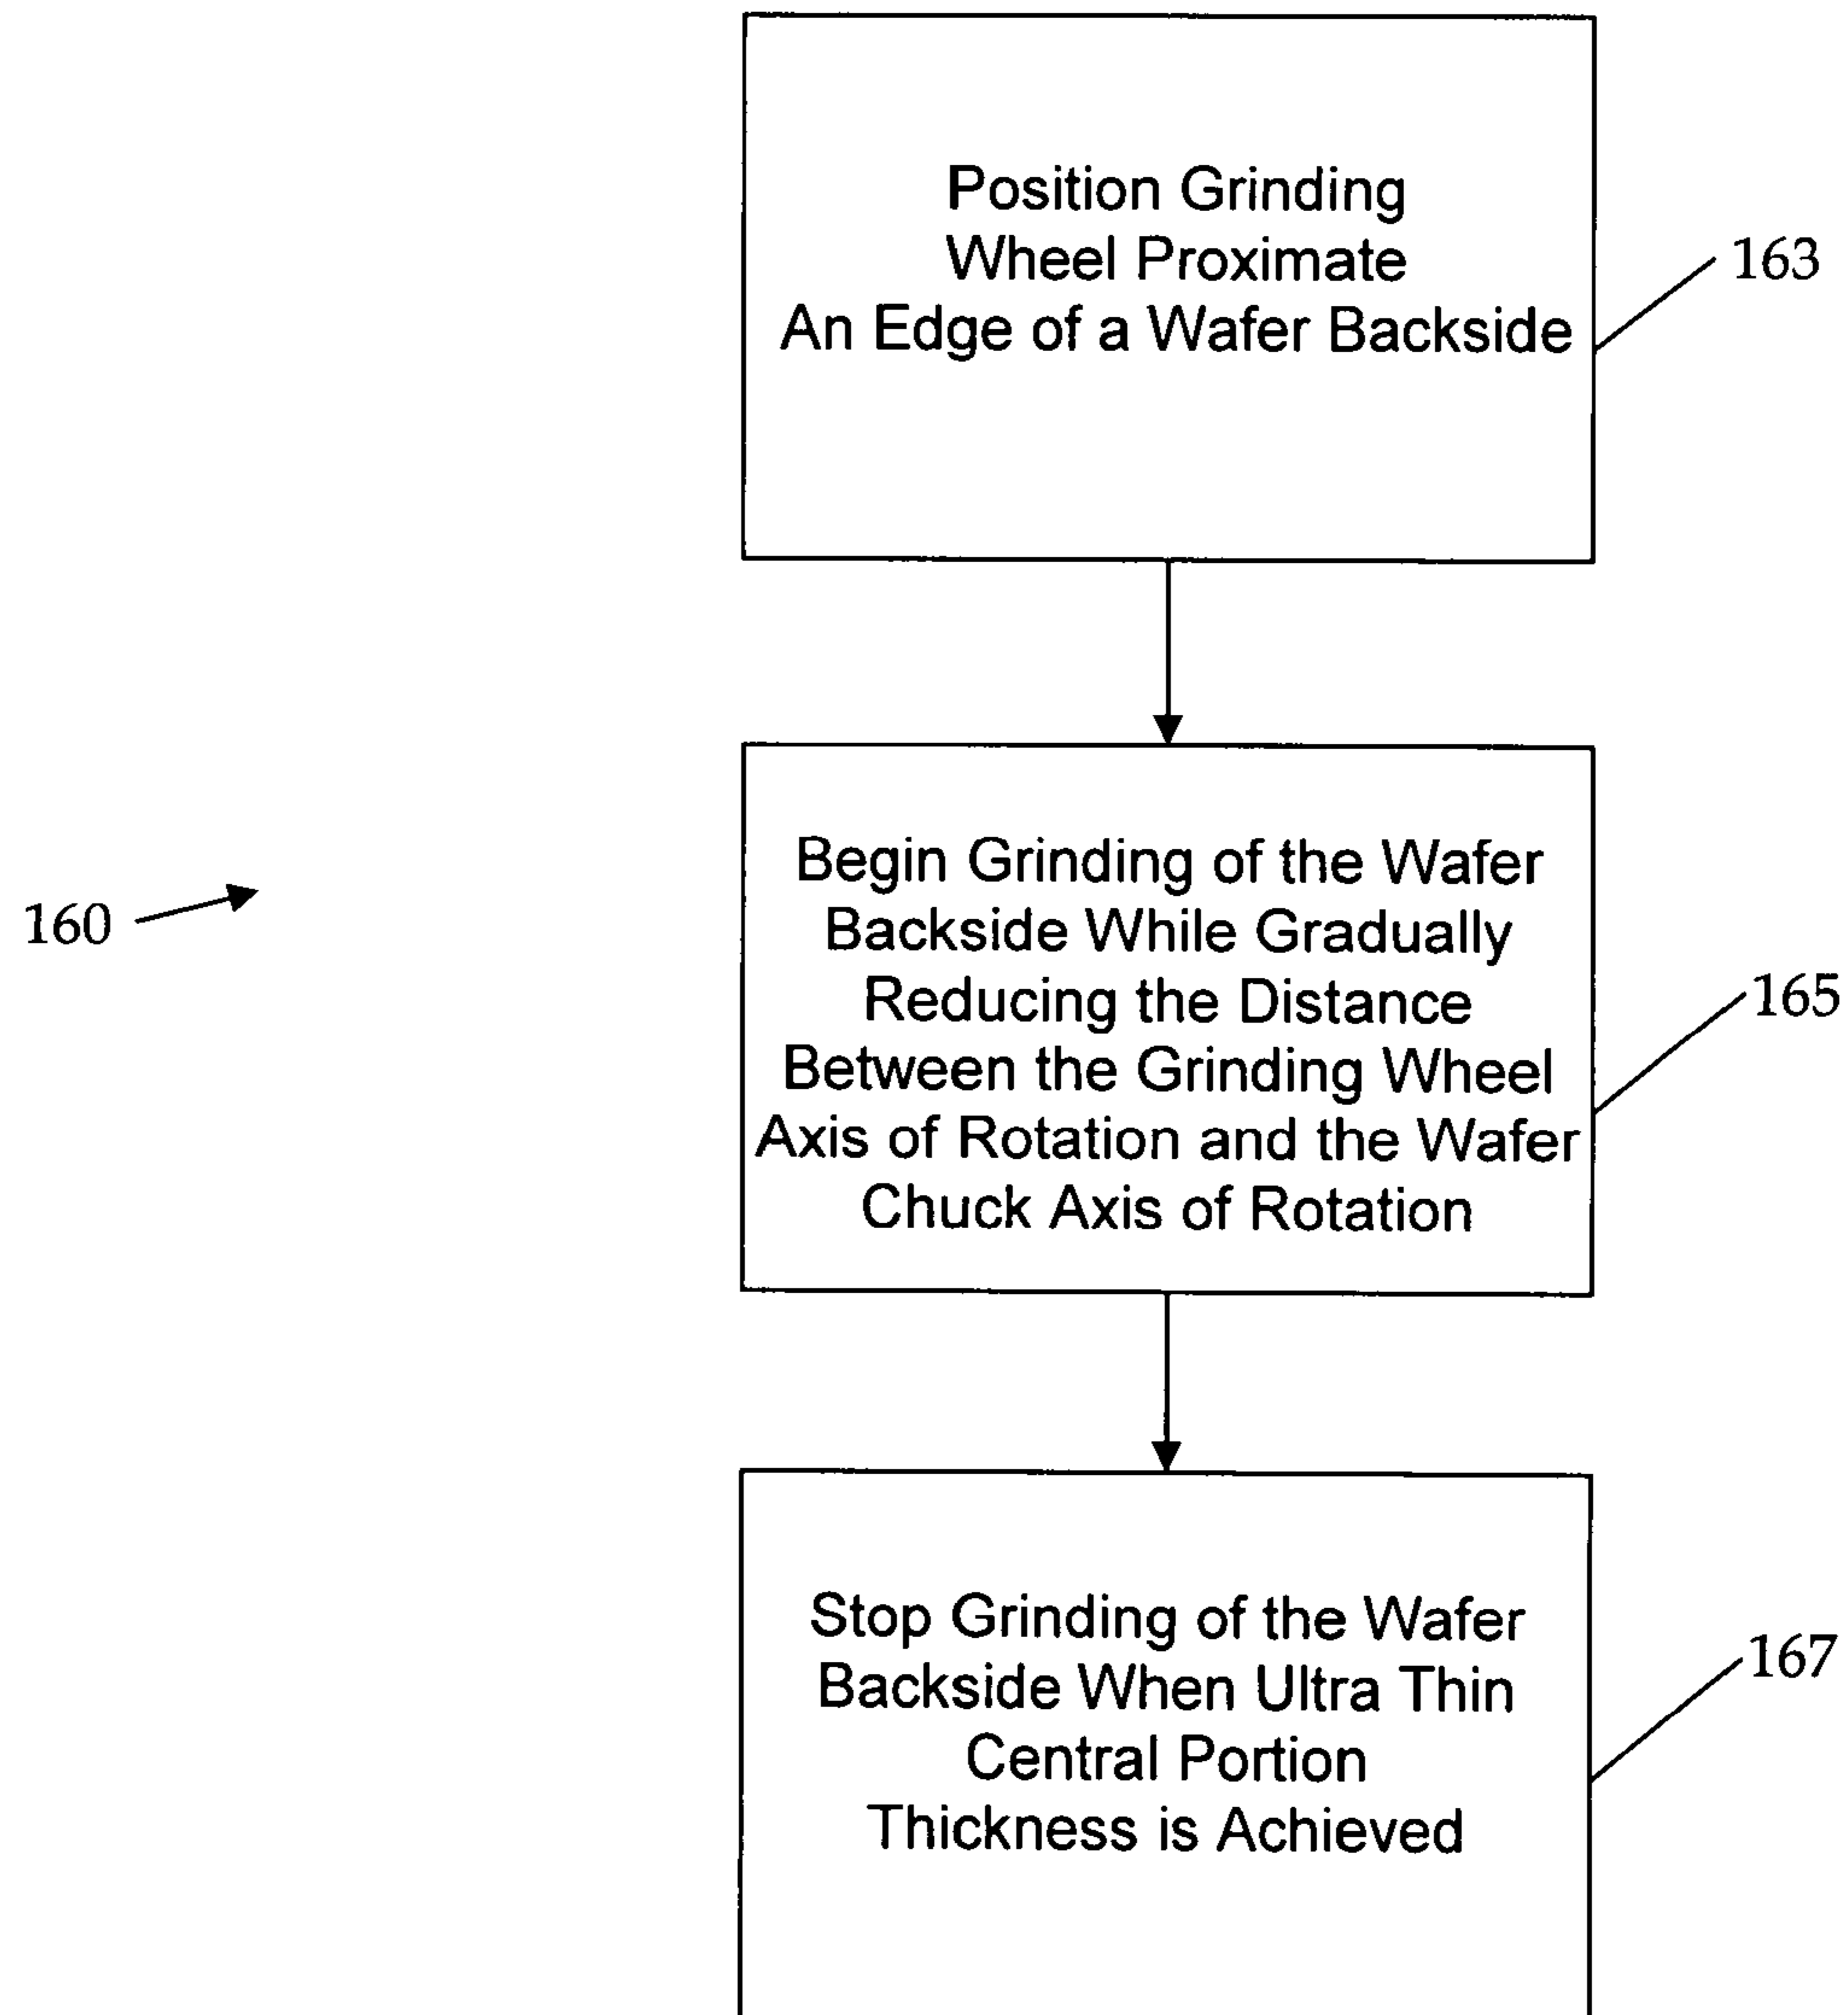 Position Grinding
Wheel Proximate
An Edge of a Wafer Backside
163
Begin Grinding of the Wafer
Backside While Gradually
Reducing the Distance
Between the Grinding Wheel
Axis of Rotation and the Wafer
Chuck Axis of Rotation
160
165
Stop Grinding of the Wafer
Backside When Ultra Thin
Central Portion
Thickness is Achieved
167